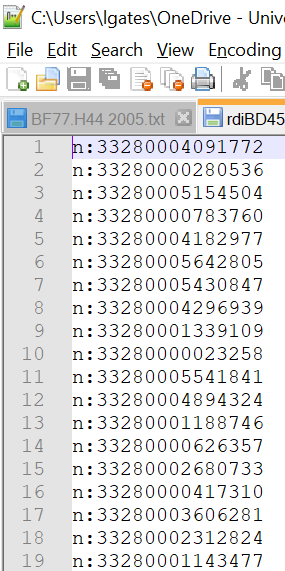 C:\Users\lgates\OneDrive - Unive
File Edit Search View Encoding
BF77.H44 2005.txt rdiBD45
1 n:33280004091772
2 n:33280000280536
3 n:33280005154504
4 n:33280000783760
5 n:33280004182977
6 n:33280005642805
7 n:33280005430847
8 n:33280004296939
9 n:33280001339109
10 n:33280000023258
11 n:33280005541841
12 n:33280004894324
13 n:33280001188746
14 n:33280000626357
15 n:33280002680733
16 n:33280000417310
17 n:33280003606281
18 n:33280002312824
19 n:33280001143477